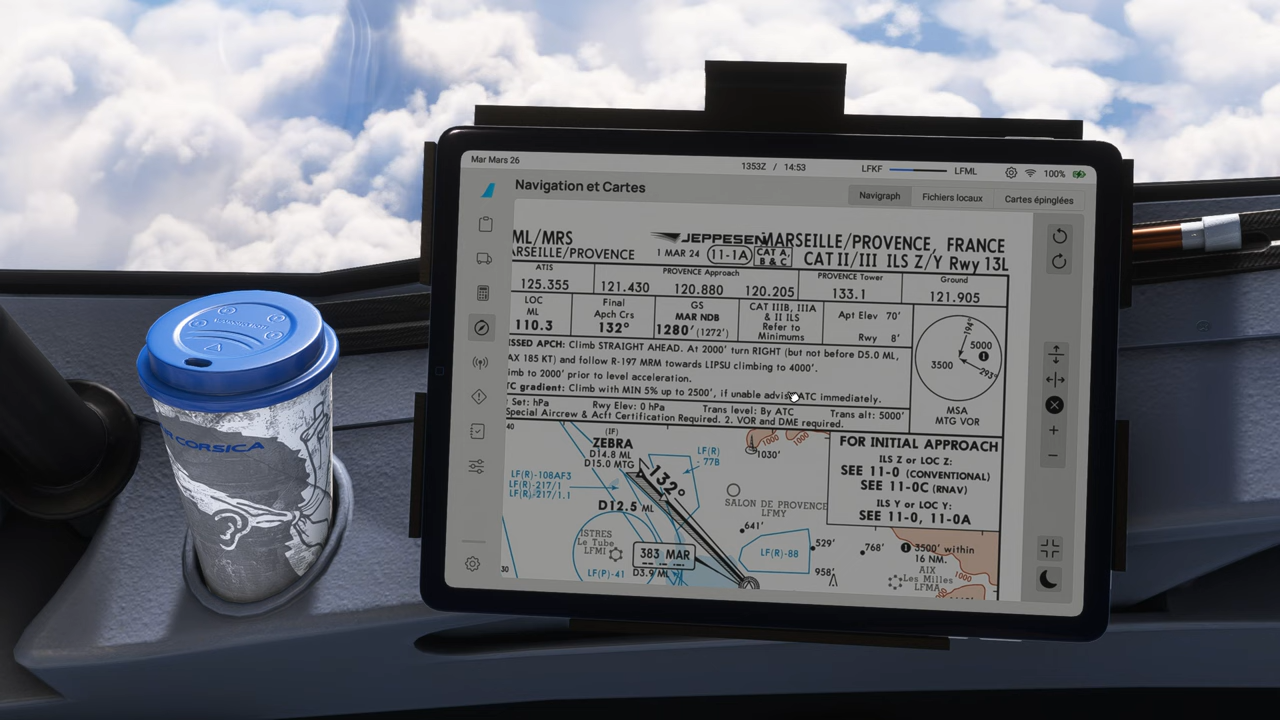 Mar Mars 26
1353Z / 14:53
LFKF
LFML
100%
Navigation et Cartes
Navigraph
Fichiers locaux
Cartes épinglées
ML/MRS
ARSEILLE/PROVENCE
JEPPESEN
1 MAR 24
11-1A
CAT A, B & C
MARSEILLE/PROVENCE, FRANCE
CAT II/III ILS Z/Y Rwy 13L
ATIS
125.355
PROVENCE Approach
121.430 120.880 120.205
PROVENCE Tower
133.1
Ground
121.905
LOC
ML
110.3
Final
Apch Crs
132°
GS
MAR NDB
1280' (1272')
CAT IIIB, IIIA
& II ILS
Refer to
Minimums
Apt Elev 70'
Rwy 8'
SSED APCH: Climb STRAIGHT AHEAD. At 2000' turn RIGHT (but not before D5.0 ML,
AX 185 KT) and follow R-197 MRM towards LIPSU climbing to 4000'.
imb to 2000' prior to level acceleration.
TC gradient: Climb with MIN 5% up to 2500', if unable advise ATC immediately.
Set: hPa Rwy Elev: 0 hPa Trans level: By ATC Trans alt: 5000'
Special Aircrew & Acft Certification Required. 2. VOR and DME required.
194°
5000
3500
293°
MSA
MTG VOR
40
(IF)
ZEBRA
D14.8 ML
D15.0 MTG
LF(R)
77B
1000
1000
1030'
LF(R)-108AF3
LF(R)-217/1
LF(R)-217/1.1
132°
D12.5 ML
SALON DE PROVENCE
LFMY
641'
ISTRES
Le Tube
LFMI
383 MAR
LF(P)-41
D3.9 ML
LF(R)-88
529'
958'
768'
30
FOR INITIAL APPROACH
ILS Z or LOC Z:
SEE 11-0 (CONVENTIONAL)
SEE 11-0C (RNAV)
ILS Y or LOC Y:
SEE 11-0, 11-0A
3500' within
16 NM.
AIX
Les Milles
LFMA
1000
R CORSICA